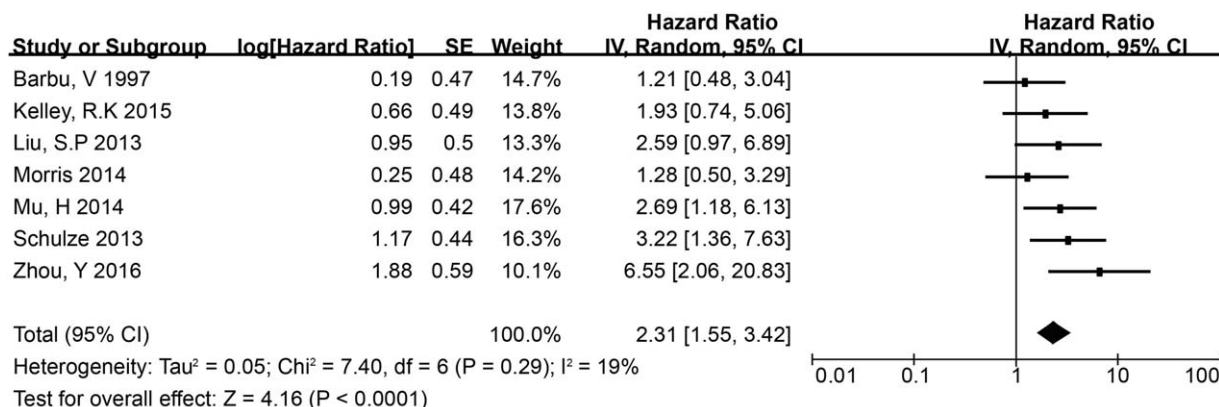 Hazard Ratio Hazard Ratio
Study or Subgroup log[Hazard Ratio] SE Weight IV, Random, 95% CI IV, Random, 95% CI
Barbu, V 1997 0.19 0.47 14.7% 1.21 [0.48, 3.04]
Kelley, R.K 2015 0.66 0.49 13.8% 1.93 [0.74, 5.06]
Liu, S.P 2013 0.95 0.5 13.3% 2.59 [0.97, 6.89]
Morris 2014 0.25 0.48 14.2% 1.28 [0.50, 3.29]
Mu, H 2014 0.99 0.42 17.6% 2.69 [1.18, 6.13]
Schulze 2013 1.17 0.44 16.3% 3.22 [1.36, 7.63]
Zhou, Y 2016 1.88 0.59 10.1% 6.55 [2.06, 20.83]
Total (95% CI) 100.0% 2.31 [1.55, 3.42]
Heterogeneity: Tau² = 0.05; Chi² = 7.40, df = 6 (P = 0.29); I² = 19%
Test for overall effect: Z = 4.16 (P < 0.0001)
0.01 0.1 1 10 100